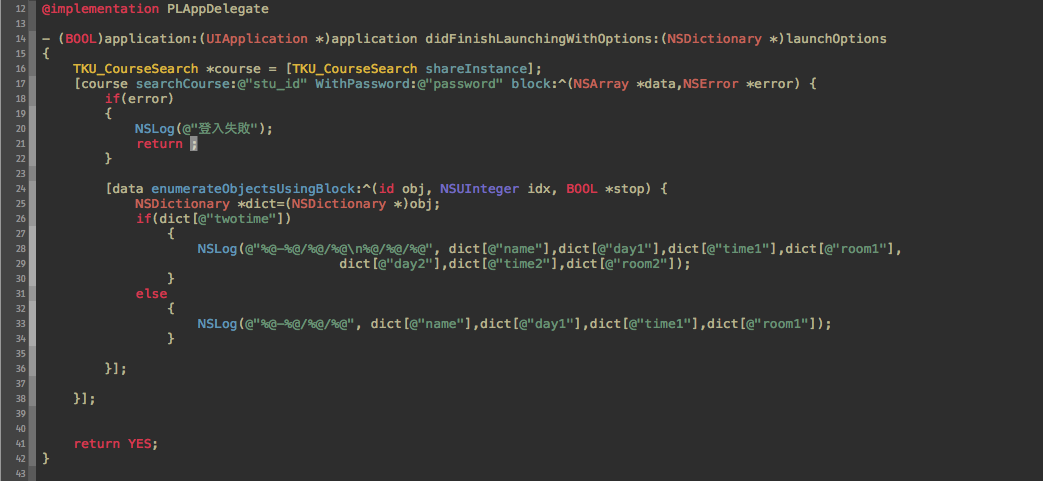 12 @implementation PLAppDelegate
13
14 - (BOOL)application:(UIApplication *)application didFinishLaunchingWithOptions:(NSDictionary *)launchOptions
15 {
16     TKU_CourseSearch *course = [TKU_CourseSearch shareInstance];
17     [course searchCourse:@"stu_id" WithPassword:@"password" block:^(NSArray *data,NSError *error) {
18         if(error)
19         {
20             NSLog(@"登入失敗");
21             return ;
22         }
23
24         [data enumerateObjectsUsingBlock:^(id obj, NSUInteger idx, BOOL *stop) {
25             NSDictionary *dict=(NSDictionary *)obj;
26             if(dict[@"twotime"])
27                 {
28                     NSLog(@"%@-%@/%@/%@\n%@/%@/%@", dict[@"name"],dict[@"day1"],dict[@"time1"],dict[@"room1"],
29                                       dict[@"day2"],dict[@"time2"],dict[@"room2"]);
30                 }
31             else
32                 {
33                     NSLog(@"%@-%@/%@/%@", dict[@"name"],dict[@"day1"],dict[@"time1"],dict[@"room1"]);
34                 }
35
36         }];
37
38     }];
39
40
41     return YES;
42 }
43